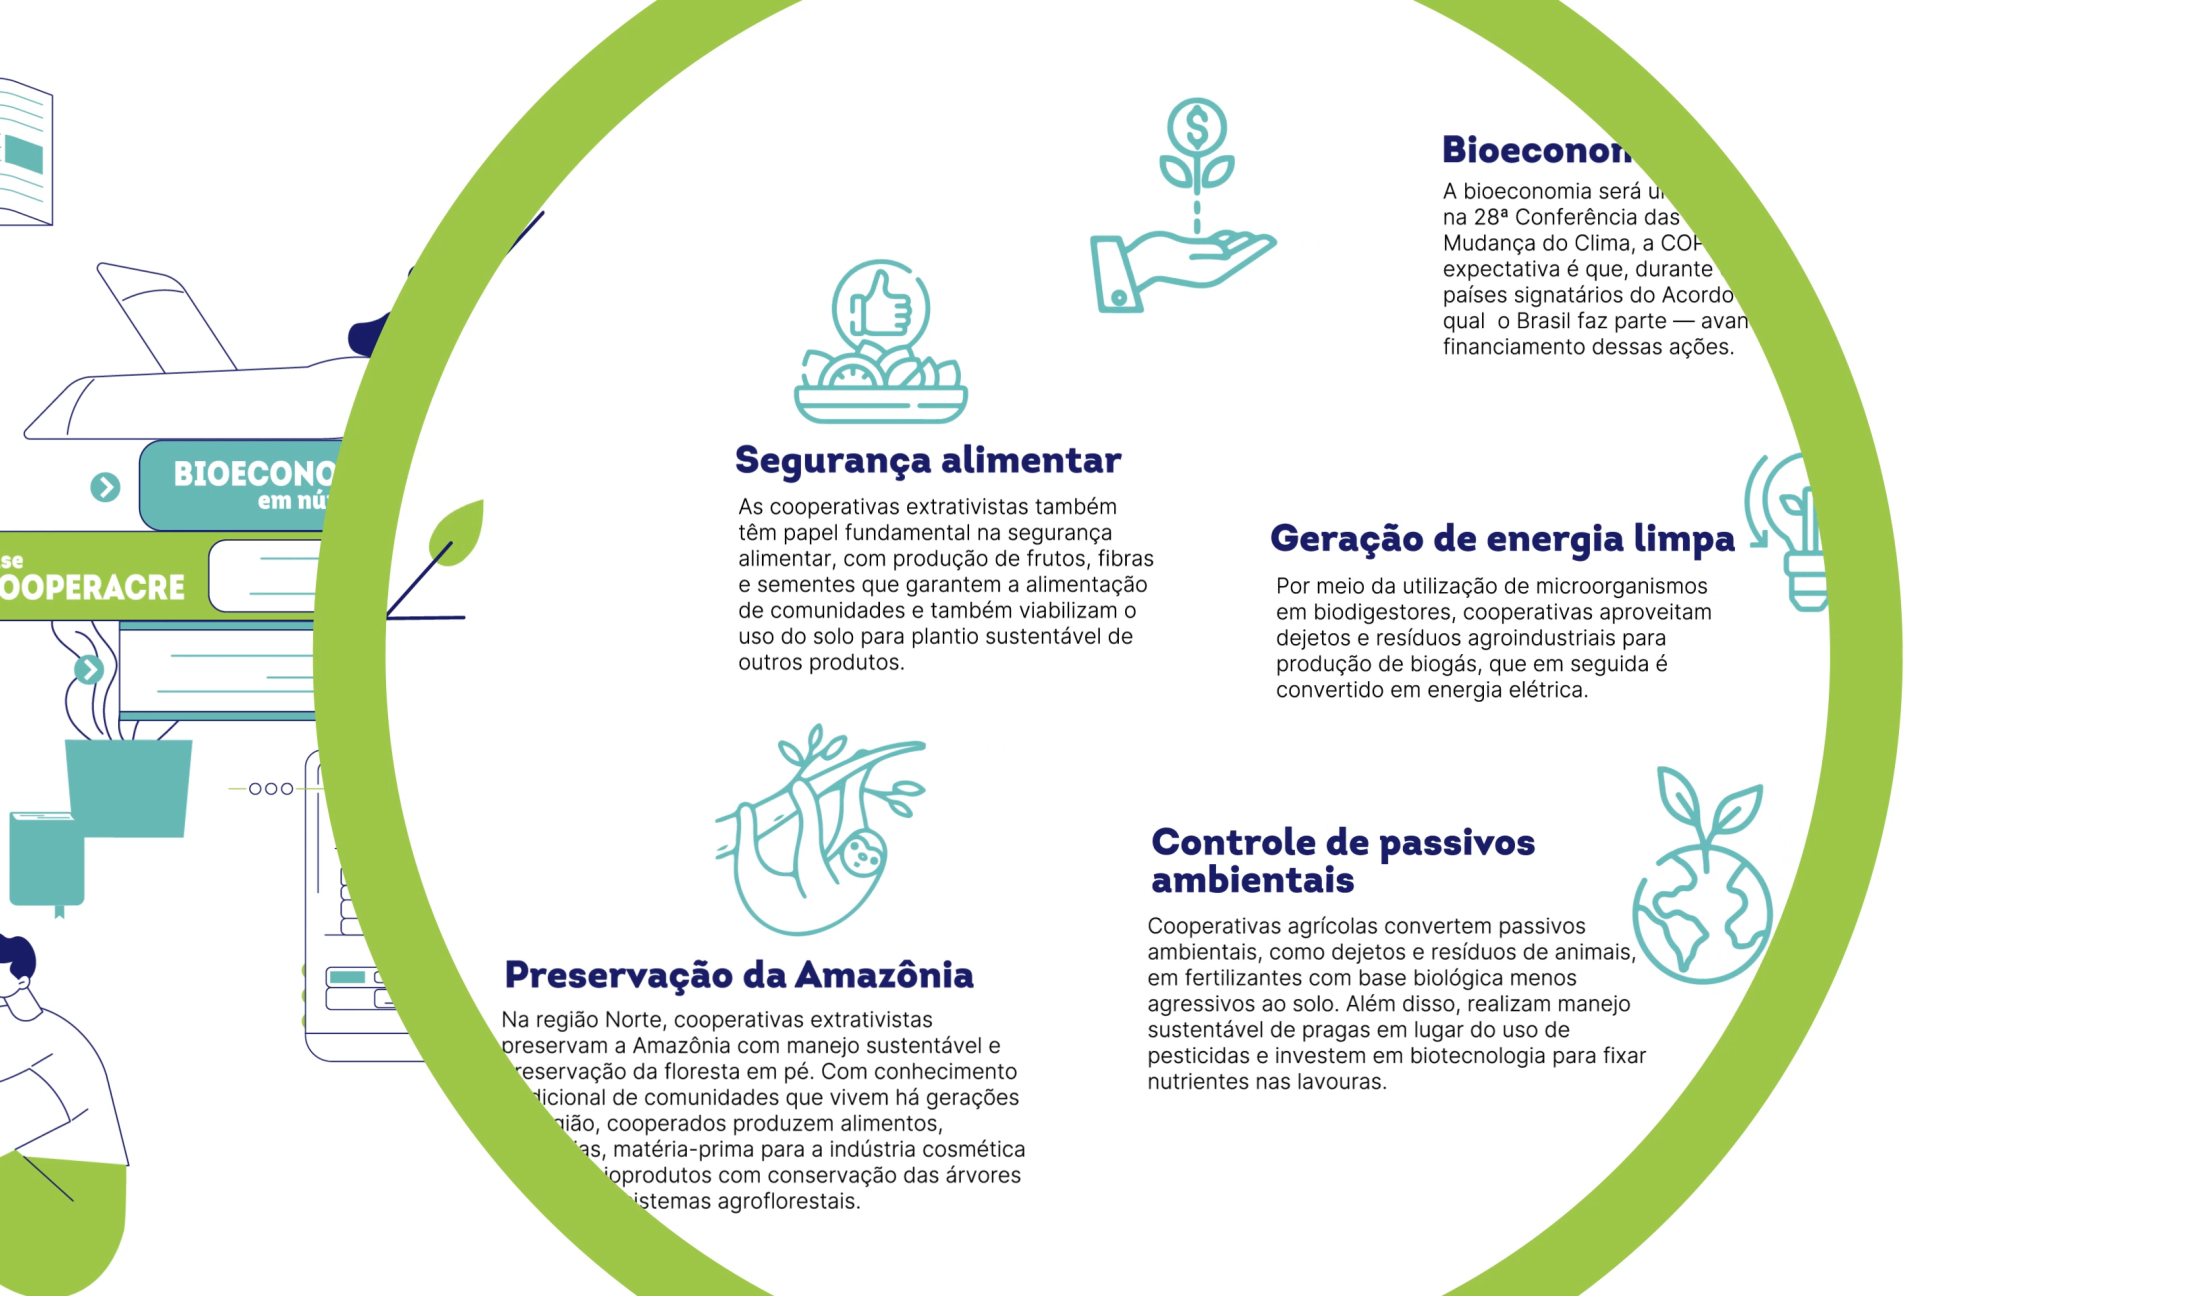 BIOECONO
em nú
se
OOPERACRE
Segurança alimentar
As cooperativas extrativistas também
têm papel fundamental na segurança
alimentar, com produção de frutos, fibras
e sementes que garantem a alimentação
de comunidades e também viabilizam o
uso do solo para plantio sustentável de
outros produtos.
Preservação da Amazônia
Na região Norte, cooperativas extrativistas
preservam a Amazônia com manejo sustentável e
reservação da floresta em pé. Com conhecimento
dicional de comunidades que vivem há gerações
gião, cooperados produzem alimentos,
as, matéria-prima para a indústria cosmética
ioprodutos com conservação das árvores
istemas agroflorestais.
Bioeconom
A bioeconomia será
na 28ª Conferência das
Mudança do Clima, a COP
expectativa é que, durante
países signatários do Acordo
qual o Brasil faz parte — avan
financiamento dessas ações.
Geração de energia limpa
Por meio da utilização de microorganismos
em biodigestores, cooperativas aproveitam
dejetos e resíduos agroindustriais para
produção de biogás, que em seguida é
convertido em energia elétrica.
Controle de passivos
ambientais
Cooperativas agrícolas convertem passivos
ambientais, como dejetos e resíduos de animais,
em fertilizantes com base biológica menos
agressivos ao solo. Além disso, realizam manejo
sustentável de pragas em lugar do uso de
pesticidas e investem em biotecnologia para fixar
nutrientes nas lavouras.